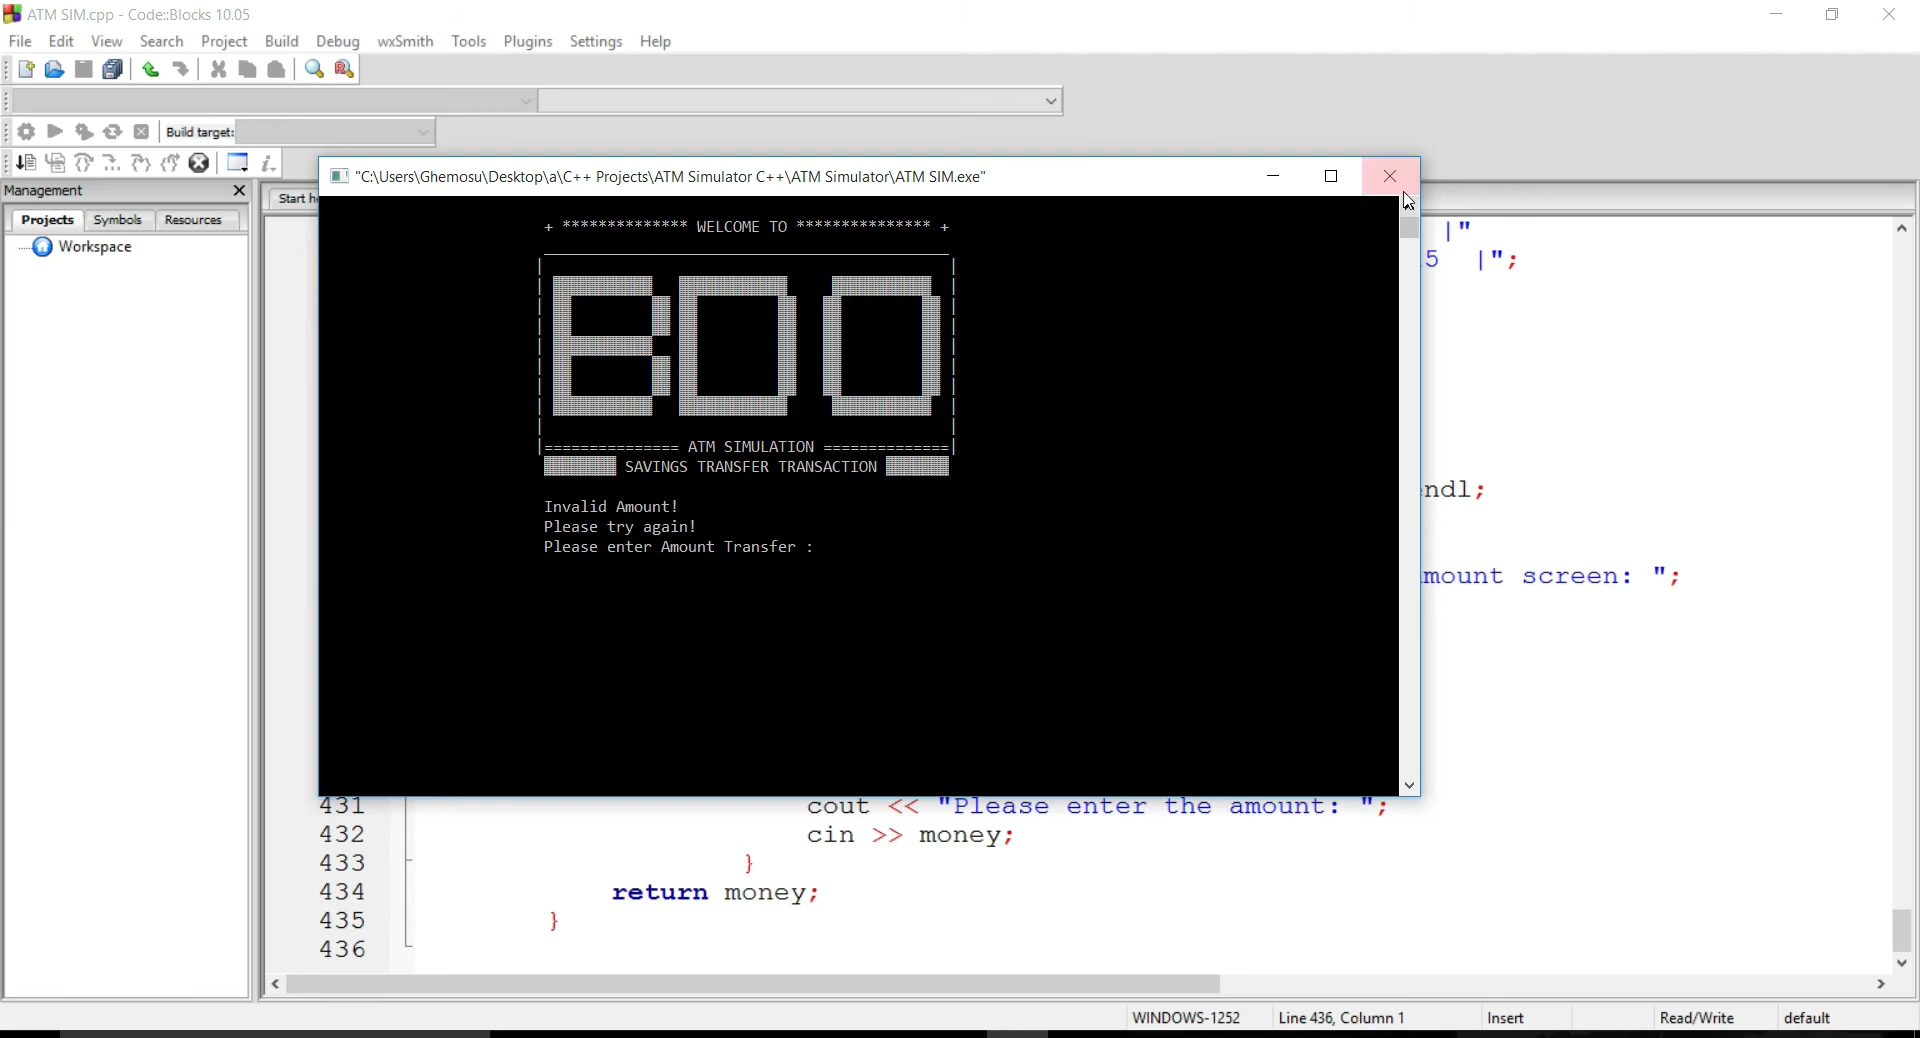 ATM SIM.cpp - Code::Blocks 10.05
File Edit View Search Project Build Debug wxSmith Tools Plugins Settings Help
Build target:
Management
Start h
Projects Symbols Resources
Workspace
"C:\Users\Ghemosu\Desktop\a\C++ Projects\ATM Simulator C++\ATM Simulator\ATM SIM.exe"
+ ************** WELCOME TO *************** +
BDO
=============== ATM SIMULATION ==============
SAVINGS TRANSFER TRANSACTION
Invalid Amount!
Please try again!
Please enter Amount Transfer :
|"
5 |";
ndl;
mount screen: ";
431 cout << "Please enter the amount: ";
432 cin >> money;
433 }
434 return money;
435 }
436
WINDOWS-1252 Line 436, Column 1 Insert Read/Write default